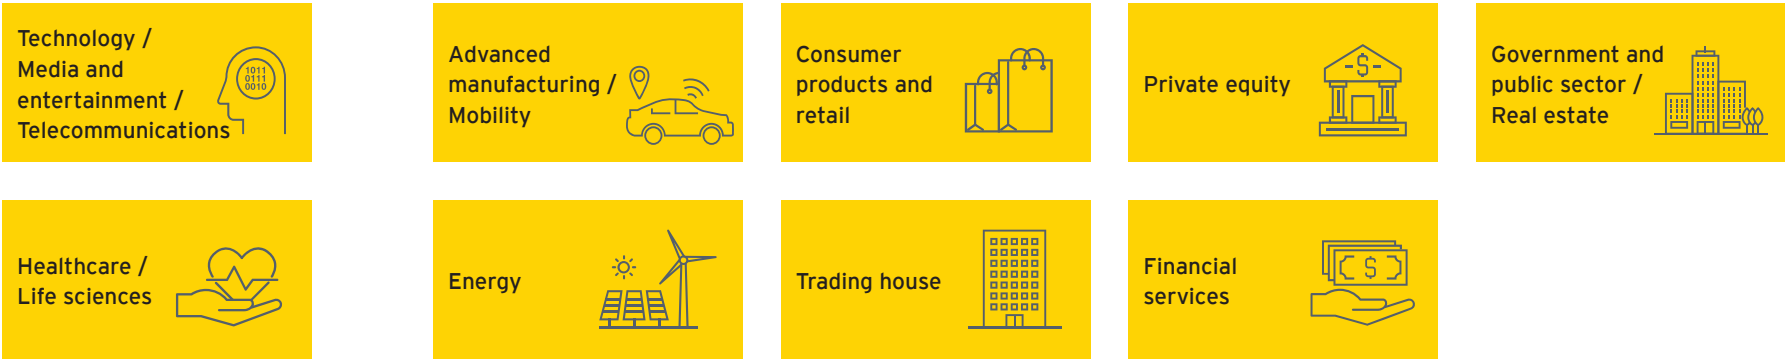 Technology /
Media and
entertainment /
Telecommunications
1011
0111
0010
Advanced
manufacturing /
Mobility
Consumer
products and
retail
Private equity
$
Government and
public sector /
Real estate
Healthcare /
Life sciences
Energy
Trading house
Financial
services
$